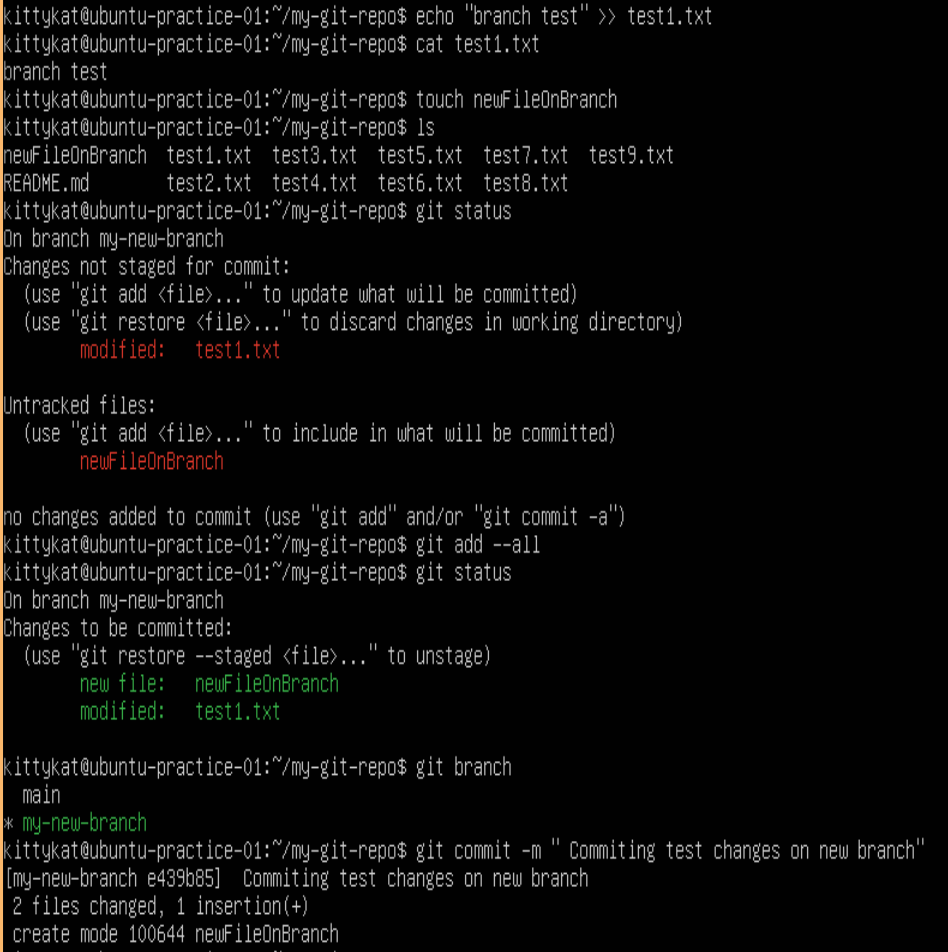 kittykat@ubuntu-practice-01:~/my-git-repo$ echo "branch test" >> test1.txt
kittykat@ubuntu-practice-01:~/my-git-repo$ cat test1.txt
branch test
kittykat@ubuntu-practice-01:~/my-git-repo$ touch newFileOnBranch
kittykat@ubuntu-practice-01:~/my-git-repo$ ls
newFileOnBranch  test1.txt  test3.txt  test5.txt  test7.txt  test9.txt
README.md        test2.txt  test4.txt  test6.txt  test8.txt
kittykat@ubuntu-practice-01:~/my-git-repo$ git status
On branch my-new-branch
Changes not staged for commit:
  (use "git add <file>..." to update what will be committed)
  (use "git restore <file>..." to discard changes in working directory)
        modified:   test1.txt

Untracked files:
  (use "git add <file>..." to include in what will be committed)
        newFileOnBranch

no changes added to commit (use "git add" and/or "git commit -a")
kittykat@ubuntu-practice-01:~/my-git-repo$ git add --all
kittykat@ubuntu-practice-01:~/my-git-repo$ git status
On branch my-new-branch
Changes to be committed:
  (use "git restore --staged <file>..." to unstage)
        new file:   newFileOnBranch
        modified:   test1.txt

kittykat@ubuntu-practice-01:~/my-git-repo$ git branch
  main
* my-new-branch
kittykat@ubuntu-practice-01:~/my-git-repo$ git commit -m " Commiting test changes on new branch"
[my-new-branch e439b85]  Commiting test changes on new branch
 2 files changed, 1 insertion(+)
 create mode 100644 newFileOnBranch